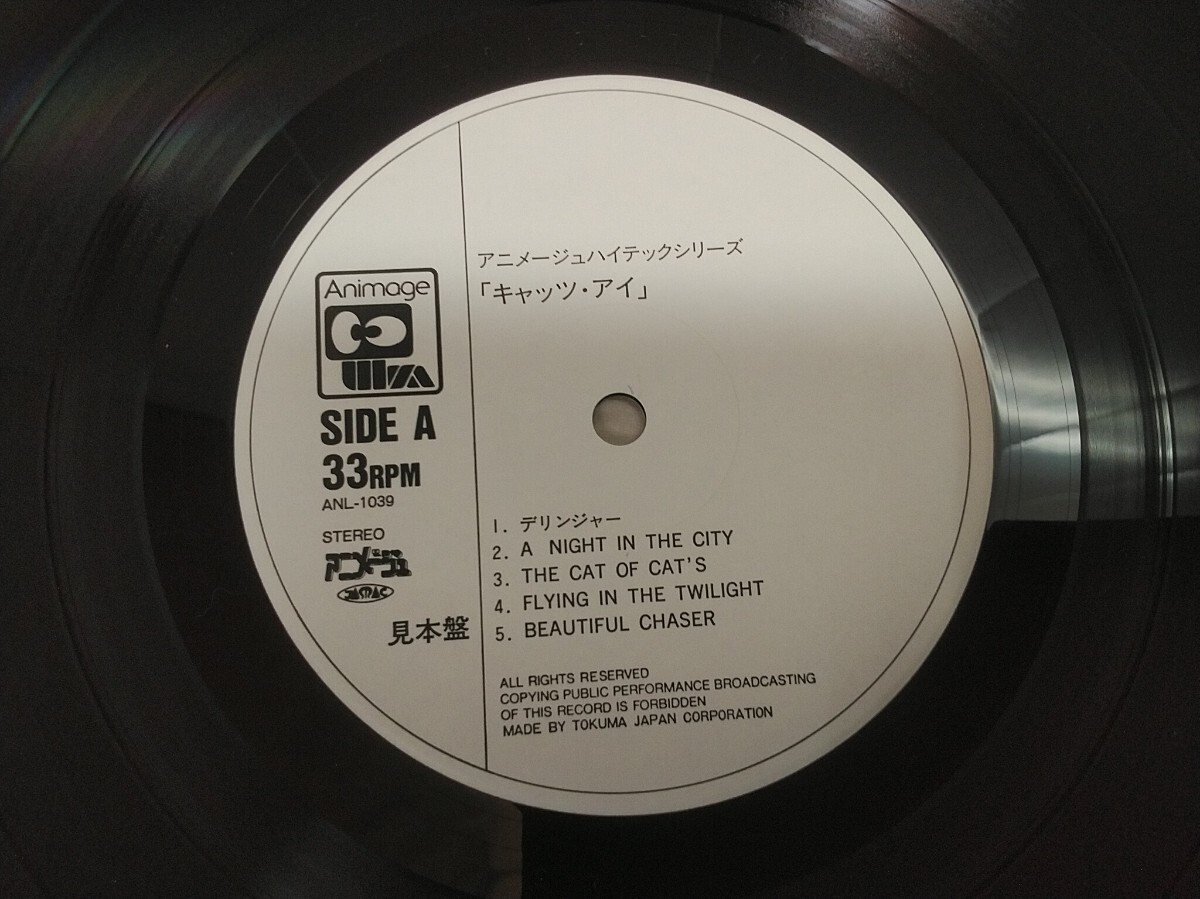 アニメージュハイテックシリーズ
「キャッツ・アイ」
Animage
SIDE A
33RPM
ANL-1039
STEREO
アニメージュ
JASRAC
見本盤
1. デリンジャー
2. A NIGHT IN THE CITY
3. THE CAT OF CAT'S
4. FLYING IN THE TWILIGHT
5. BEAUTIFUL CHASER
ALL RIGHTS RESERVED
COPYING PUBLIC PERFORMANCE BROADCASTING
OF THIS RECORD IS FORBIDDEN
MADE BY TOKUMA JAPAN CORPORATION